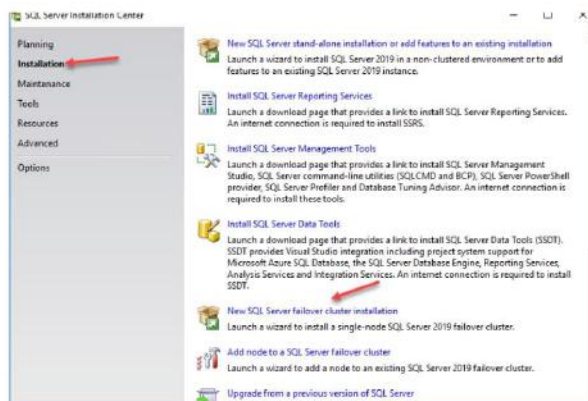 SQL Server Installation Center
Planning
Installation
Maintenance
Tools
Resources
Advanced
Options
New SQL Server stand-alone installation or add features to an existing installation
Launch a wizard to install SQL Server 2019 in a non-clustered environment or to add
features to an existing SQL Server 2019 instance.
Install SQL Server Reporting Services
Launch a download page that provides a link to install SQL Server Reporting Services.
An internet connection is required to install SSRS.
Install SQL Server Management Tools
Launch a download page that provides a link to install SQL Server Management
Studio, SQL Server command-line utilities (SQLCMD and BCP), SQL Server PowerShell
provider, SQL Server Profiler and Database Tuning Advisor. An internet connection is
required to install these tools.
Install SQL Server Data Tools
Launch a download page that provides a link to install SQL Server Data Tools (SSDT).
SSDT provides Visual Studio integration including project system support for
Microsoft Azure SQL Database, the SQL Server Database Engine, Reporting Services,
Analysis Services and Integration Services. An internet connection is required to install
SSDT.
New SQL Server failover cluster installation
Launch a wizard to install a single-node SQL Server 2019 failover cluster.
Add node to a SQL Server failover cluster
Launch a wizard to add a node to an existing SQL Server 2019 failover cluster.
Upgrade from a previous version of SQL Server